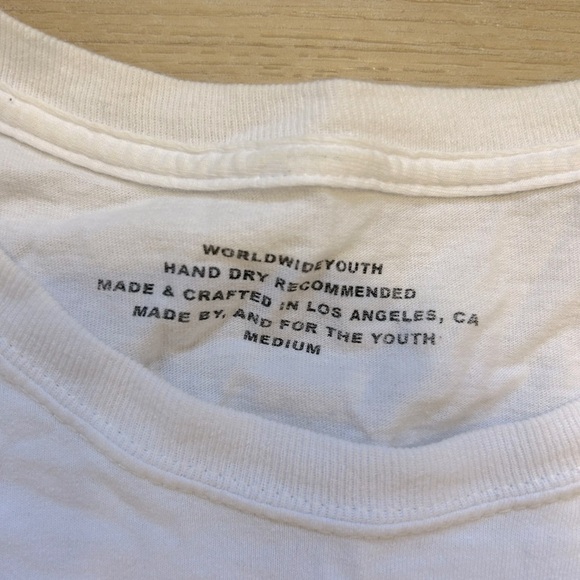 WORLDWIDEYOUTH
HAND DRY RECOMMENDED
MADE & CRAFTED IN LOS ANGELES, CA
MADE BY, AND FOR THE YOUTH
MEDIUM